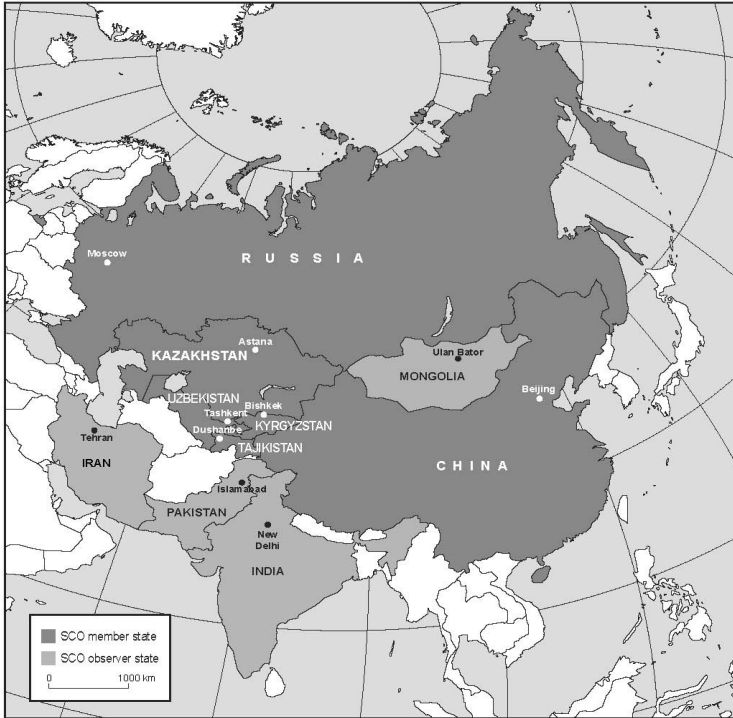 Moscow
R U S S I A
Astana
KAZAKHSTAN
Ulan Bator
MONGOLIA
UZBEKISTAN
Tashkent
Bishkek
KYRGYZSTAN
Dushanbe
TAJIKISTAN
Beijing
C H I N A
Tehran
IRAN
Islamabad
PAKISTAN
New
Delhi
INDIA
SCO member state
SCO observer state
0 1000 km